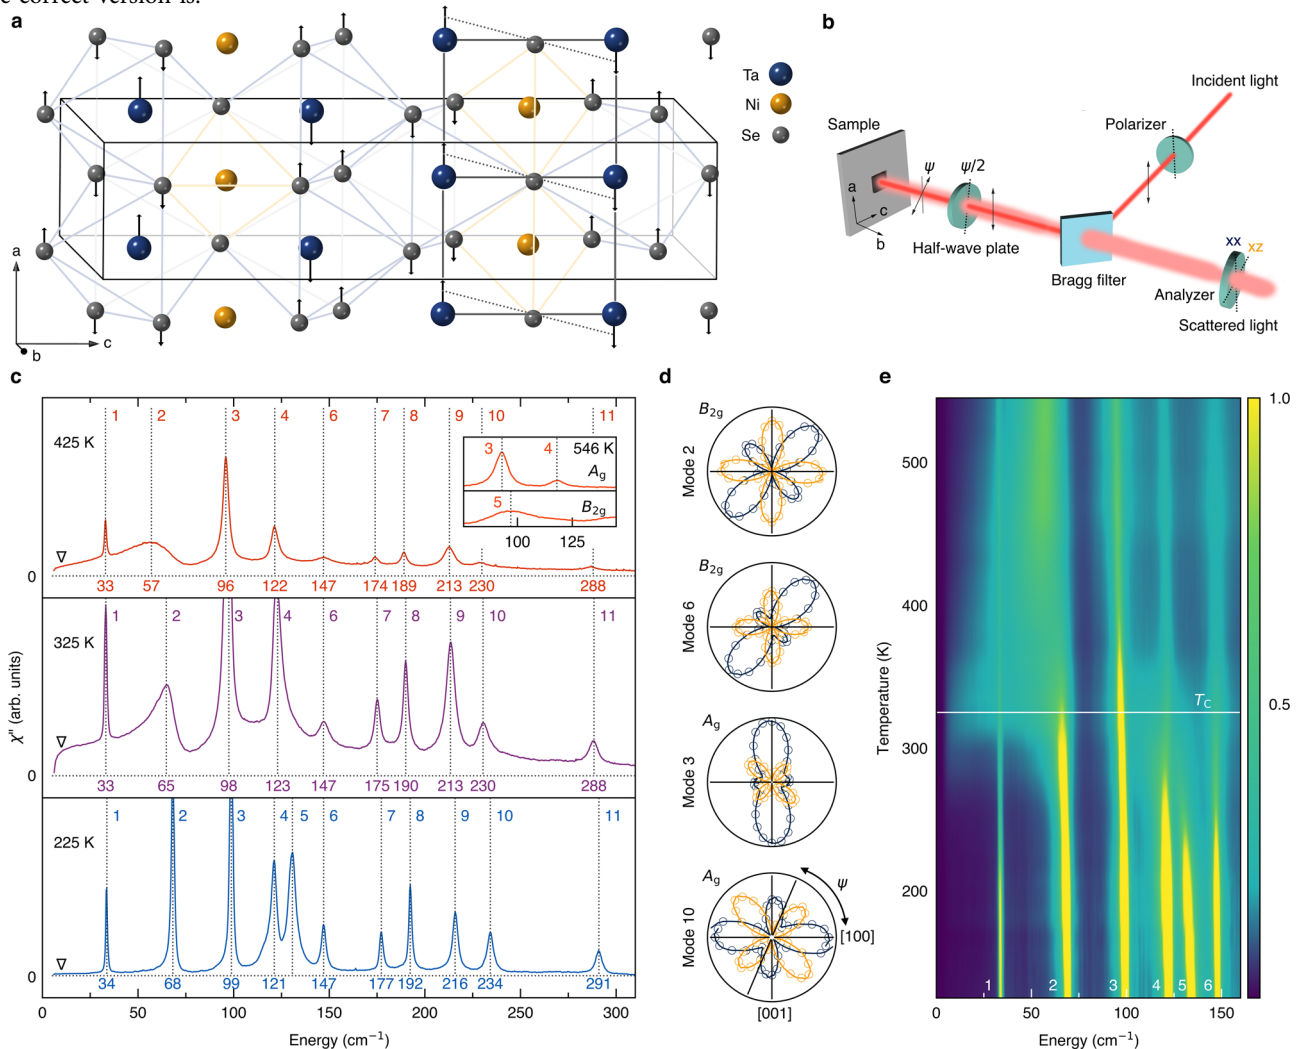 e correct version is:
a
Ta
Ni
Se
a
c
b
b
Incident light
Polarizer
Sample
ψ
ψ/2
a
c
b
Half-wave plate
Bragg filter
xx xz
Analyzer
Scattered light
c
425 K
1 2 3 4 6 7 8 9 10 11
546 K
3 4
Ag
5
B2g
100 125
∇
0
33 57 96 122 147 174 189 213 230 288
325 K
1 2 3 4 6 7 8 9 10 11
∇
0
33 65 98 123 147 175 190 213 230 288
225 K
1 2 3 4 5 6 7 8 9 10 11
∇
0
34 68 99 121 147 177 192 216 234 291
0 50 100 150 200 250 300
Energy (cm−1)
χ″ (arb. units)
d
B2g
Mode 2
B2g
Mode 6
Ag
Mode 3
Ag
Mode 10
ψ
[100]
[001]
e
500
400
300
200
Temperature (K)
TC
1 2 3 4 5 6
0 50 100 150
Energy (cm−1)
1.0
0.5